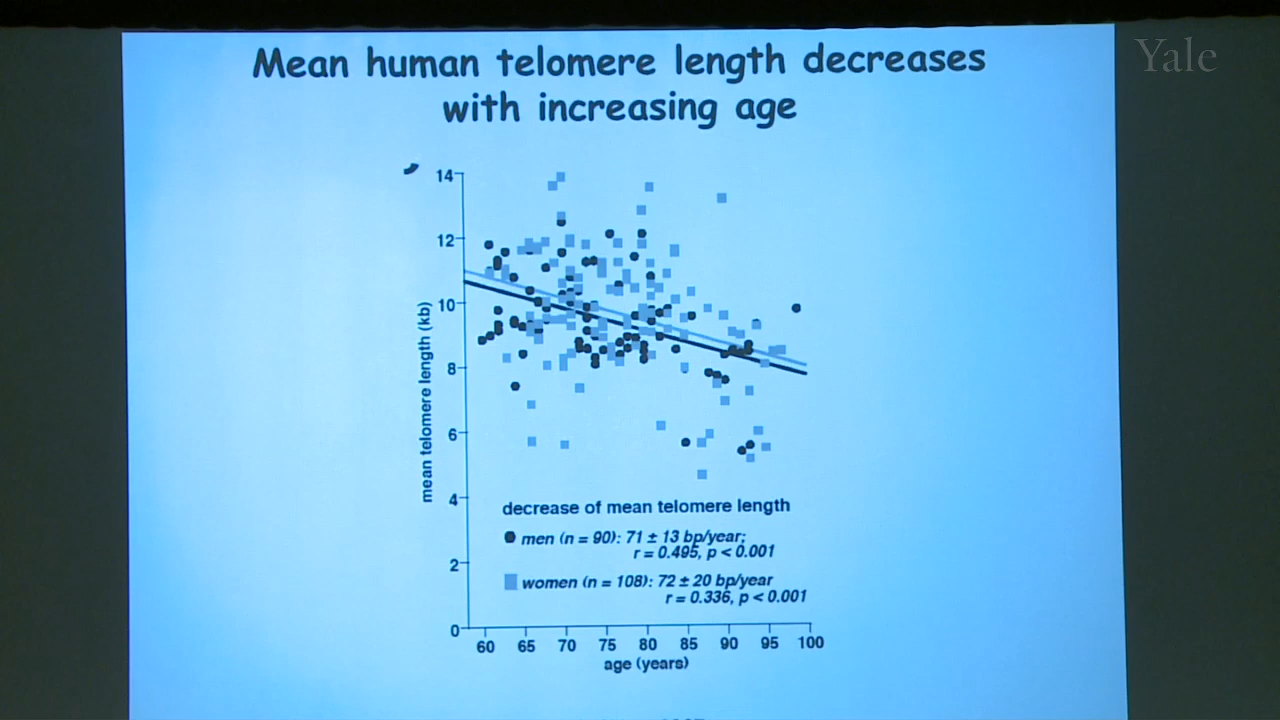 Yale
Mean human telomere length decreases
with increasing age
14
12
10
8
6
4
2
0
mean telomere length (kb)
decrease of mean telomere length
men (n = 90): 71 ± 13 bp/year;
r = 0.495, p < 0.001
women (n = 108): 72 ± 20 bp/year
r = 0.336, p < 0.001
60 65 70 75 80 85 90 95 100
age (years)